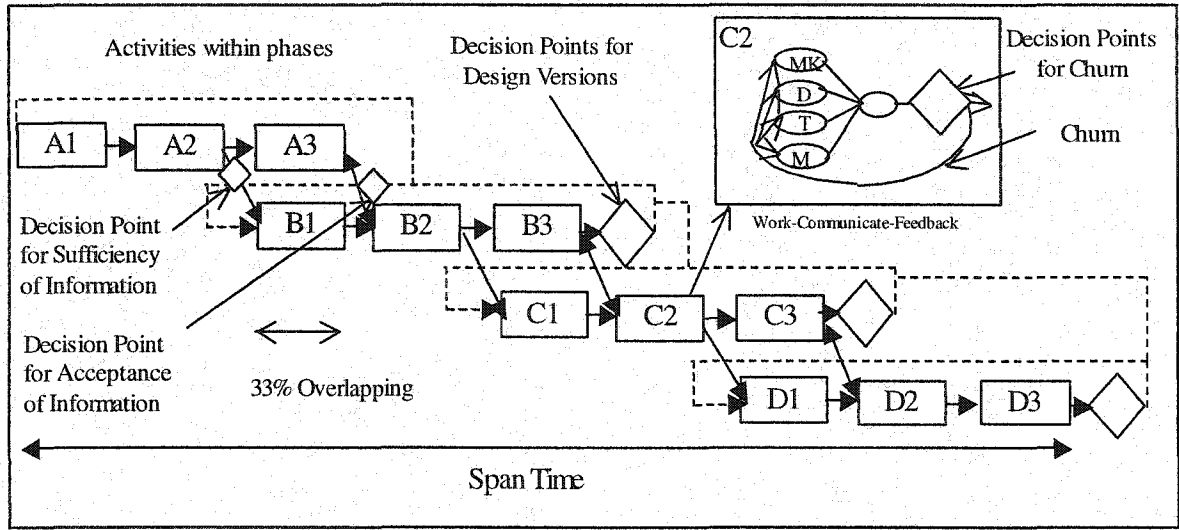 Activities within phases
Decision Points for
Design Versions
C2
MK
D
T
M
Decision Points
for Churn
Churn
Work-Communicate-Feedback
A1
A2
A3
B1
B2
B3
Decision Point
for Sufficiency
of Information
C1
C2
C3
Decision Point
for Acceptance
of Information
33% Overlapping
D1
D2
D3
Span Time